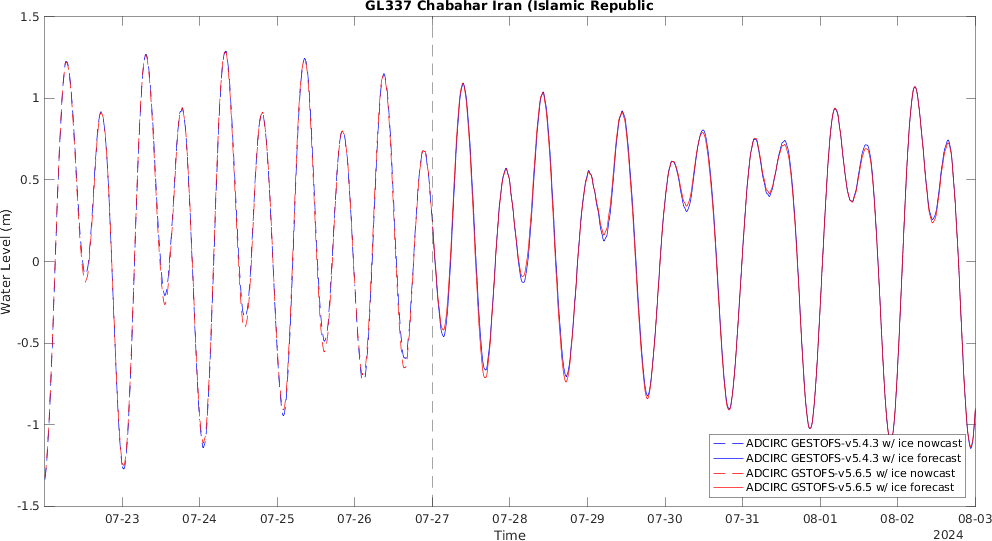 GL337 Chabahar Iran (Islamic Republic
1.5
1
0.5
0
-0.5
-1
-1.5
Water Level (m)
07-23
07-24
07-25
07-26
07-27
07-28
07-29
07-30
07-31
08-01
08-02
08-03
Time
2024
ADCIRC GESTOFS-v5.4.3 w/ ice nowcast
ADCIRC GESTOFS-v5.4.3 w/ ice forecast
ADCIRC GSTOFS-v5.6.5 w/ ice nowcast
ADCIRC GSTOFS-v5.6.5 w/ ice forecast